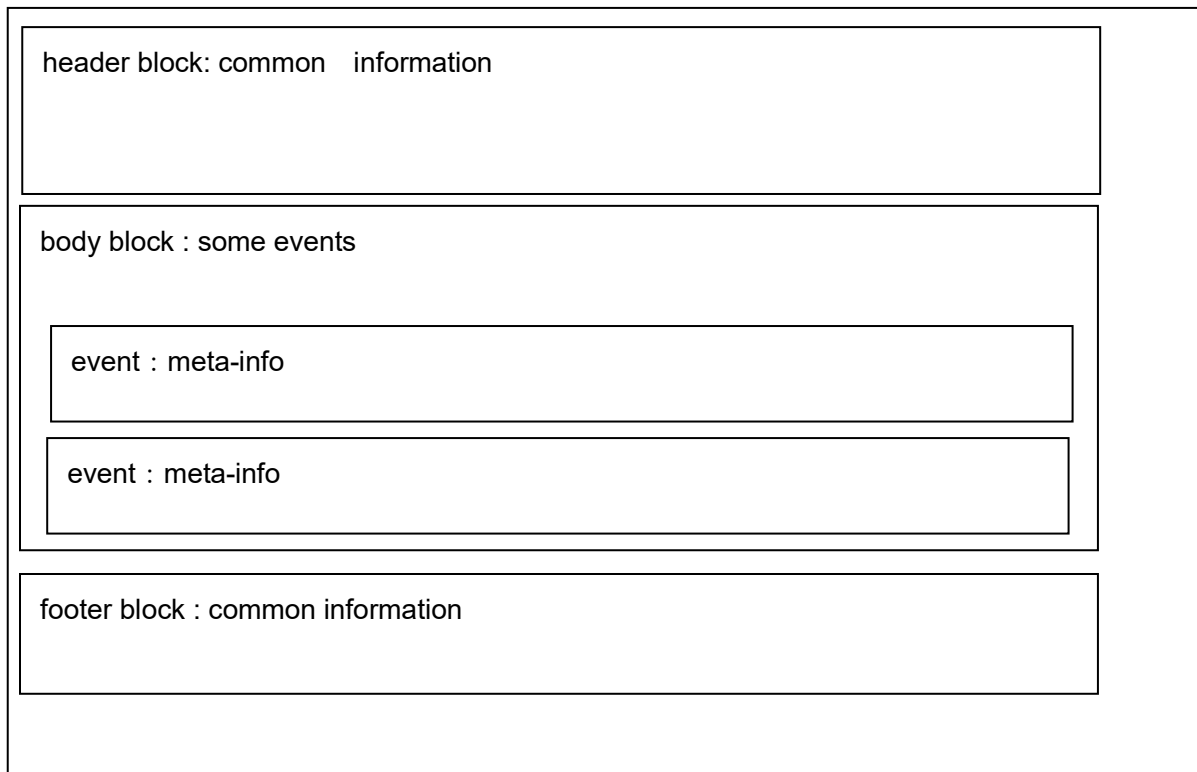 header block: common  information
body block : some events
event：meta-info
event：meta-info
footer block : common information